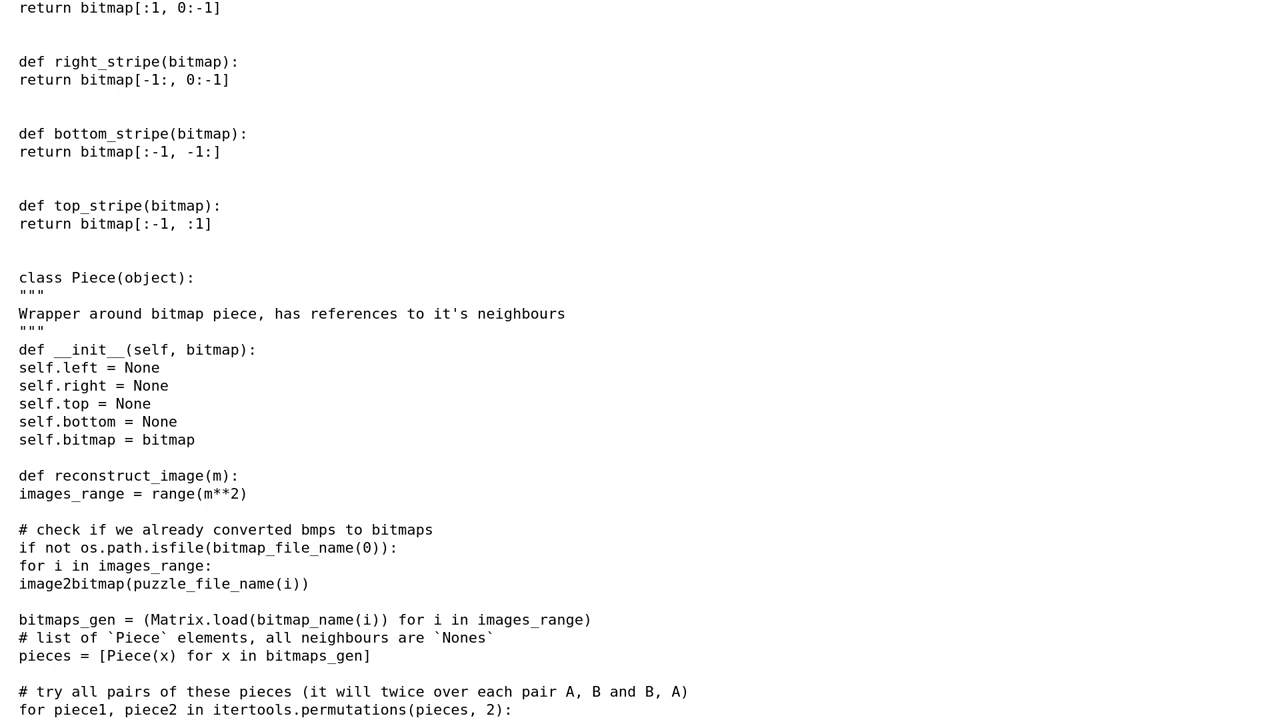 return bitmap[:1, 0:-1]
def right_stripe(bitmap):
return bitmap[-1:, 0:-1]
def bottom_stripe(bitmap):
return bitmap[:-1, -1:]
def top_stripe(bitmap):
return bitmap[:-1, :1]
class Piece(object):
"""
Wrapper around bitmap piece, has references to it's neighbours
"""
def __init__(self, bitmap):
self.left = None
self.right = None
self.top = None
self.bottom = None
self.bitmap = bitmap
def reconstruct_image(m):
images_range = range(m**2)
# check if we already converted bmps to bitmaps
if not os.path.isfile(bitmap_file_name(0)):
for i in images_range:
image2bitmap(puzzle_file_name(i))
bitmaps_gen = (Matrix.load(bitmap_name(i)) for i in images_range)
# list of `Piece` elements, all neighbours are `Nones`
pieces = [Piece(x) for x in bitmaps_gen]
# try all pairs of these pieces (it will twice over each pair A, B and B, A)
for piece1, piece2 in itertools.permutations(pieces, 2):